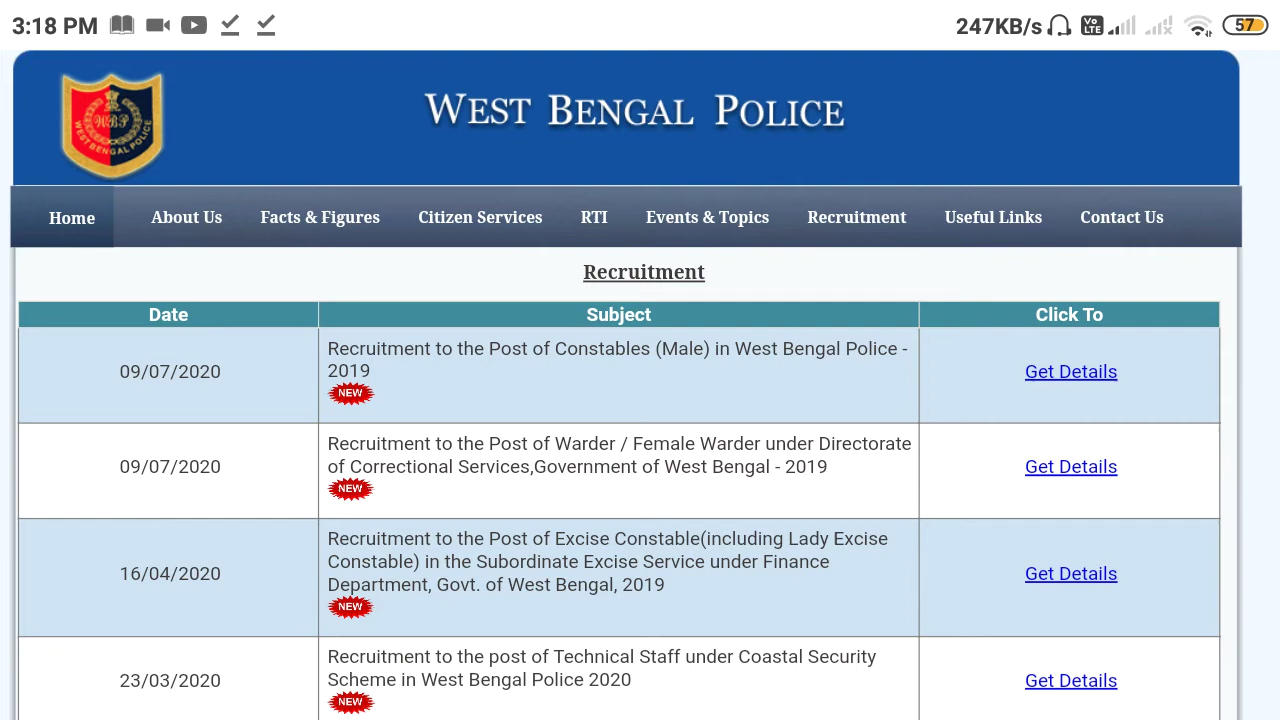 3:18 PM
247KB/s
Vo LTE
57
WBP
WEST BENGAL POLICE
WEST BENGAL POLICE
Home About Us Facts & Figures Citizen Services RTI Events & Topics Recruitment Useful Links Contact Us
Recruitment
Date Subject Click To
09/07/2020
Recruitment to the Post of Constables (Male) in West Bengal Police -
2019
NEW
Get Details
09/07/2020
Recruitment to the Post of Warder / Female Warder under Directorate
of Correctional Services,Government of West Bengal - 2019
NEW
Get Details
16/04/2020
Recruitment to the Post of Excise Constable(including Lady Excise
Constable) in the Subordinate Excise Service under Finance
Department, Govt. of West Bengal, 2019
NEW
Get Details
23/03/2020
Recruitment to the post of Technical Staff under Coastal Security
Scheme in West Bengal Police 2020
NEW
Get Details